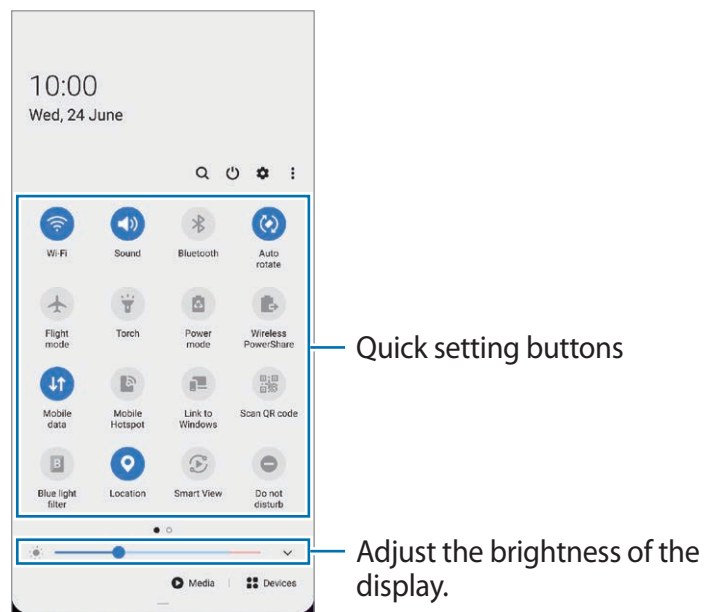 10:00
Wed, 24 June
Wi-Fi Sound Bluetooth Auto
rotate
Flight Torch Power Wireless
mode mode PowerShare
Mobile Mobile Link to Scan QR code
data Hotspot Windows
Blue light Location Smart View Do not
filter disturb
Media Devices
Quick setting buttons
Adjust the brightness of the
display.